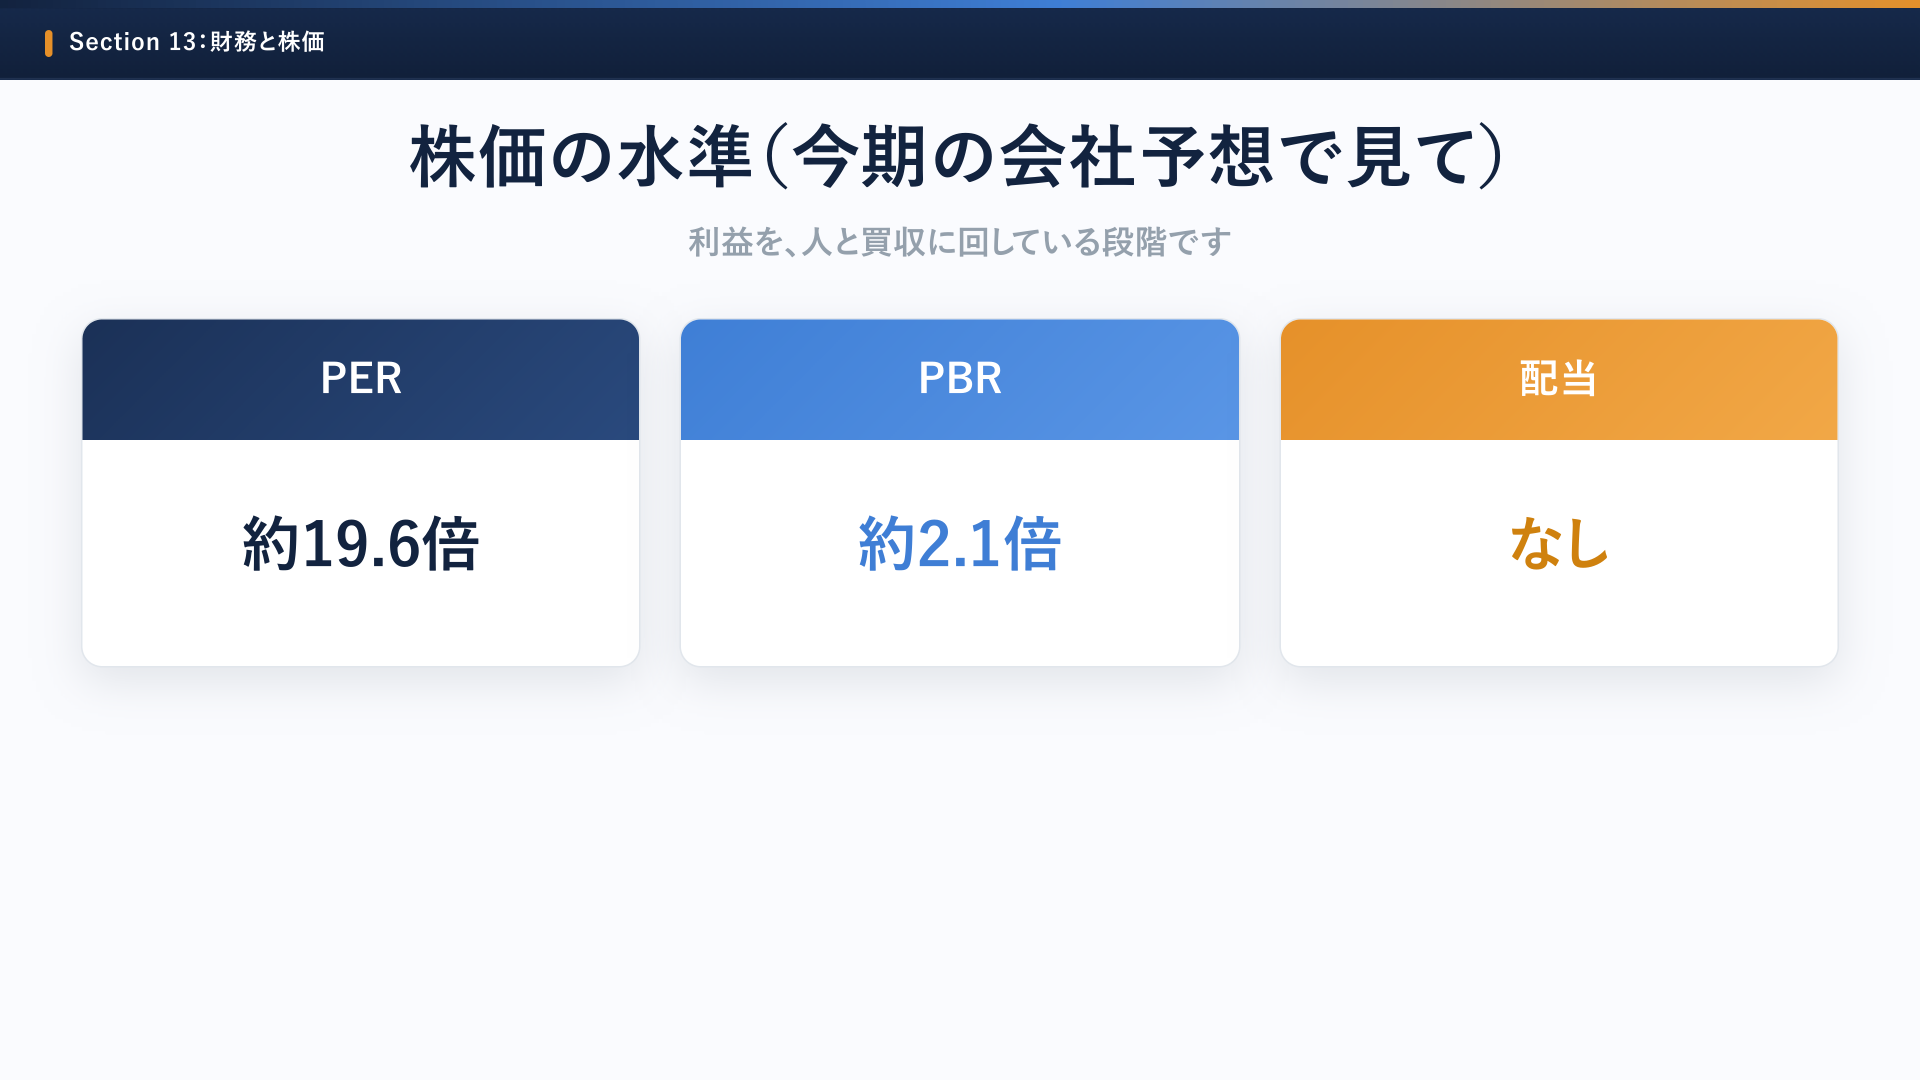 Section 13：財務と株価
株価の水準（今期の会社予想で見て）
利益を、人と買収に回している段階です
PER
約19.6倍
PBR
約2.1倍
配当
なし